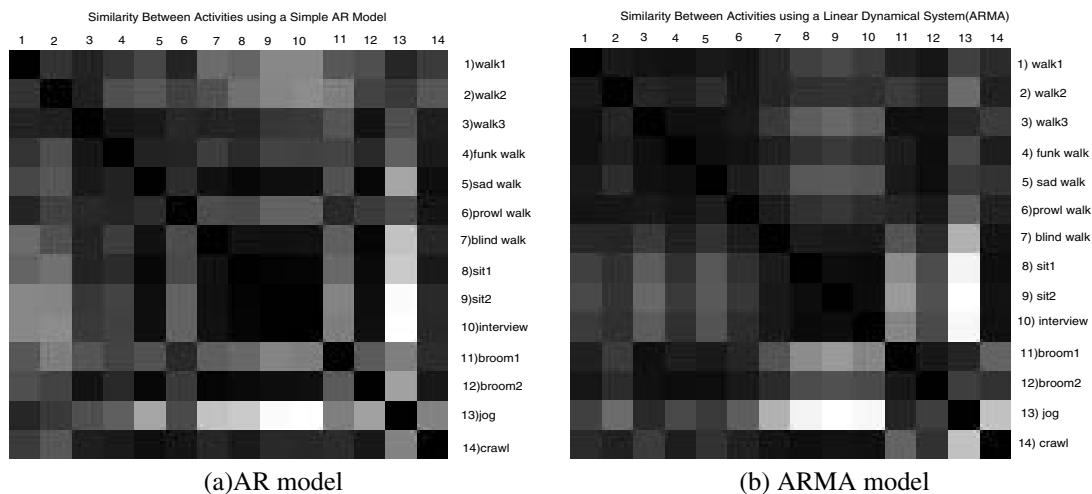 Similarity Between Activities using a Simple AR Model
1 2 3 4 5 6 7 8 9 10 11 12 13 14
1)walk1
2)walk2
3)walk3
4)funk walk
5)sad walk
6)prowl walk
7)blind walk
8)sit1
9)sit2
10)interview
11)broom1
12)broom2
13)jog
14)crawl
(a)AR model
Similarity Between Activities using a Linear Dynamical System(ARMA)
1 2 3 4 5 6 7 8 9 10 11 12 13 14
1) walk1
2) walk2
3) walk3
4) funk walk
5) sad walk
6)prowl walk
7) blind walk
8) sit1
9) sit2
10) interview
11)broom1
12)broom2
13) jog
14) crawl
(b) ARMA model